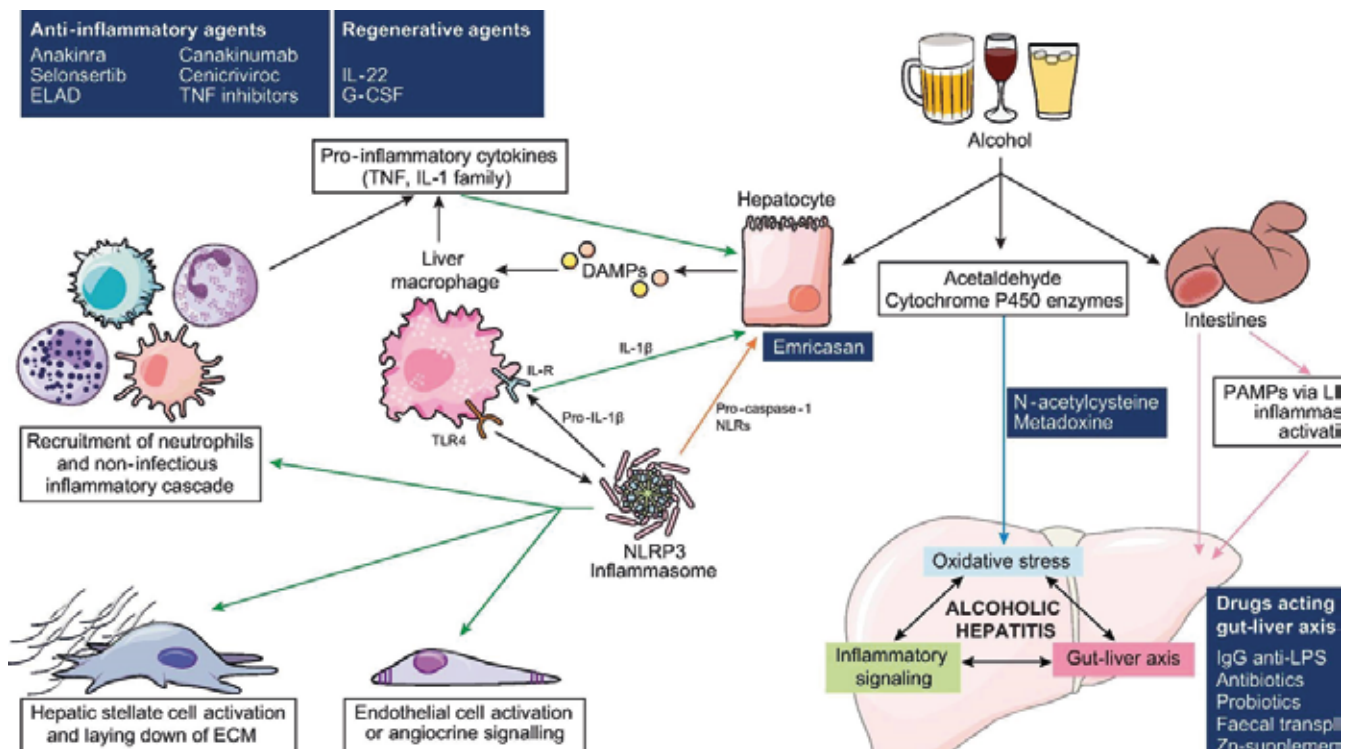 Anti-inflammatory agents
Anakinra Canakinumab
Selonsertib Cenicriviroc
ELAD TNF inhibitors
Regenerative agents
IL-22
G-CSF
Alcohol
Pro-inflammatory cytokines
(TNF, IL-1 family)
Hepatocyte
Liver
macrophage
DAMPs
Acetaldehyde
Cytochrome P450 enzymes
Intestines
IL-1β
IL-R
Emricasan
Pro-IL-1β
Pro-caspase-1
NLRs
TLR4
N-acetylcysteine
Metadoxine
PAMPs via
Recruitment of neutrophils
and non-infectious
inflammatory cascade
NLRP3
Inflammasome
Oxidative stress
ALCOHOLIC
HEPATITIS
Inflammatory
signaling
Gut-liver axis
Drugs acting
gut-liver axis
IgG anti-LPS
Antibiotics
Probiotics
Faecal
Hepatic stellate cell activation
and laying down of ECM
Endothelial cell activation
or angiocrine signalling